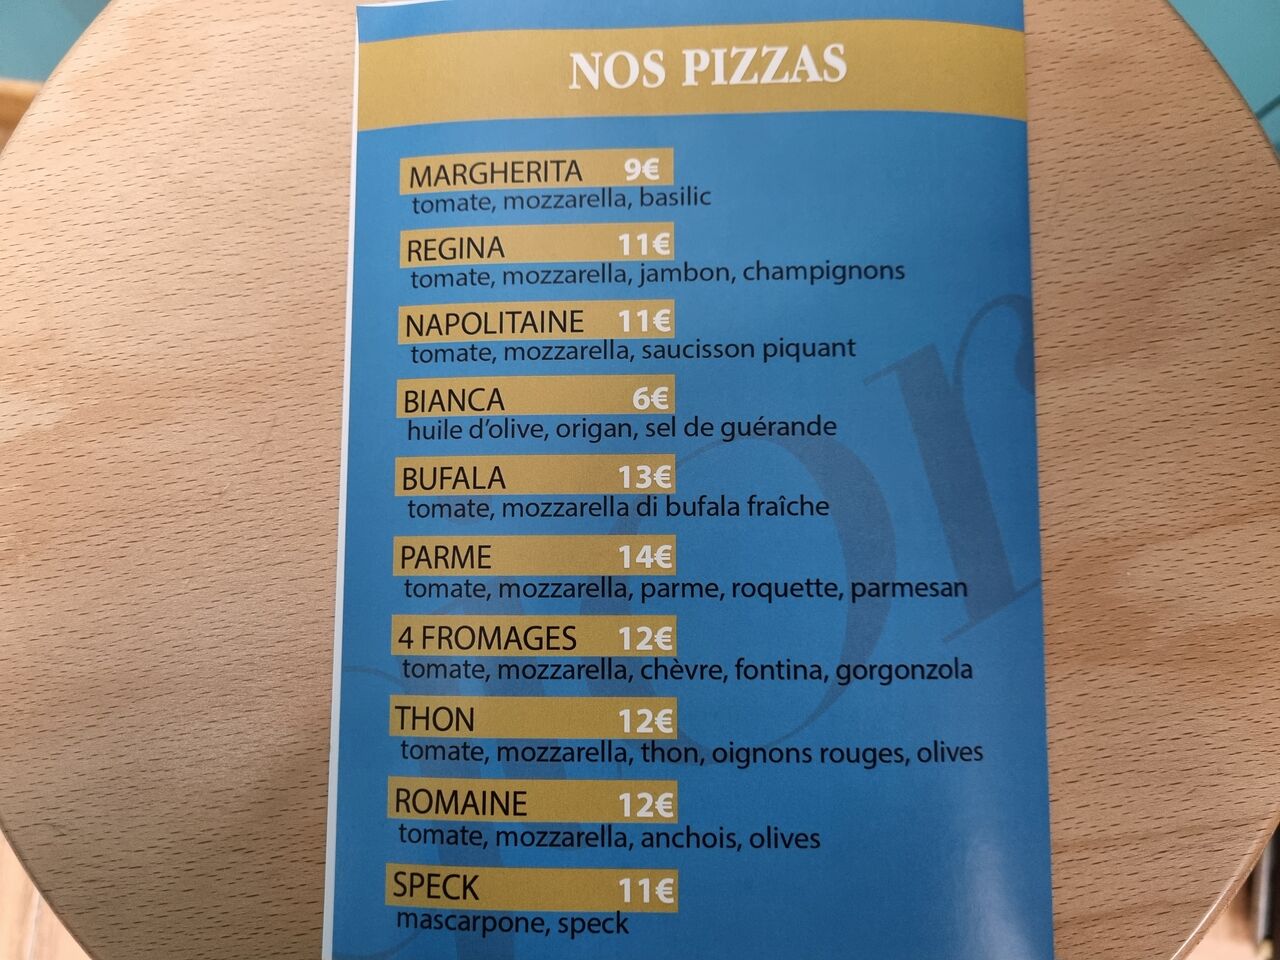 NOS PIZZAS
MARGHERITA 9€
tomate, mozzarella, basilic
REGINA 11€
tomate, mozzarella, jambon, champignons
NAPOLITAINE 11€
tomate, mozzarella, saucisson piquant
BIANCA 6€
huile d'olive, origan, sel de guérande
BUFALA 13€
tomate, mozzarella di bufala fraîche
PARME 14€
tomate, mozzarella, parme, roquette, parmesan
4 FROMAGES 12€
tomate, mozzarella, chèvre, fontina, gorgonzola
THON 12€
tomate, mozzarella, thon, oignons rouges, olives
ROMAINE 12€
tomate, mozzarella, anchois, olives
SPECK 11€
mascarpone, speck